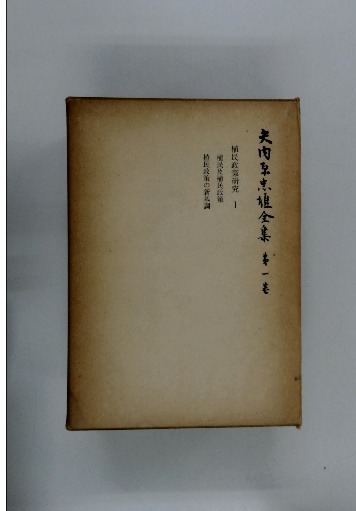 矢内原忠雄全集 第一巻
植民政策研究 I
植民及植民政策
植民政策の新基調